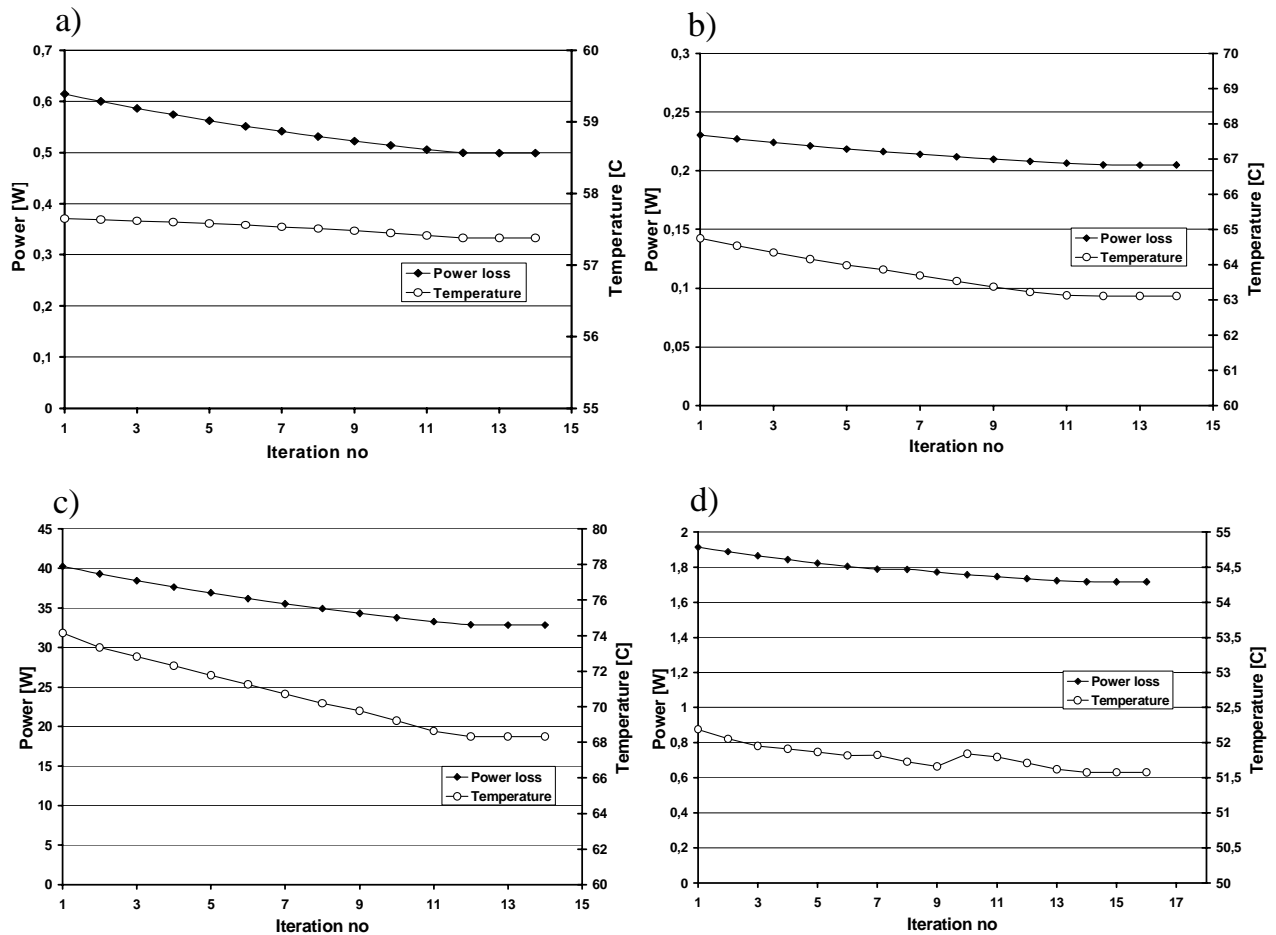 a)
0,7
0,6
0,5
0,4
0,3
0,2
0,1
0
Power [W]
60
59
58
57
56
55
Temperature [C
Power loss
Temperature
1 3 5 7 9 11 13 15
Iteration no
b)
0,3
0,25
0,2
0,15
0,1
0,05
0
Power [W]
70
69
68
67
66
65
64
63
62
61
60
Temperature [C]
Power loss
Temperature
1 3 5 7 9 11 13 15
Iteration no
c)
45
40
35
30
25
20
15
10
5
0
Power [W]
80
78
76
74
72
70
68
66
64
62
60
Temperature [C]
Power loss
Temperature
1 3 5 7 9 11 13 15
Iteration no
d)
2
1,8
1,6
1,4
1,2
1
0,8
0,6
0,4
0,2
0
Power [W]
55
54,5
54
53,5
53
52,5
52
51,5
51
50,5
50
Temperature [C]
Power loss
Temperature
1 3 5 7 9 11 13 15 17
Iteration no